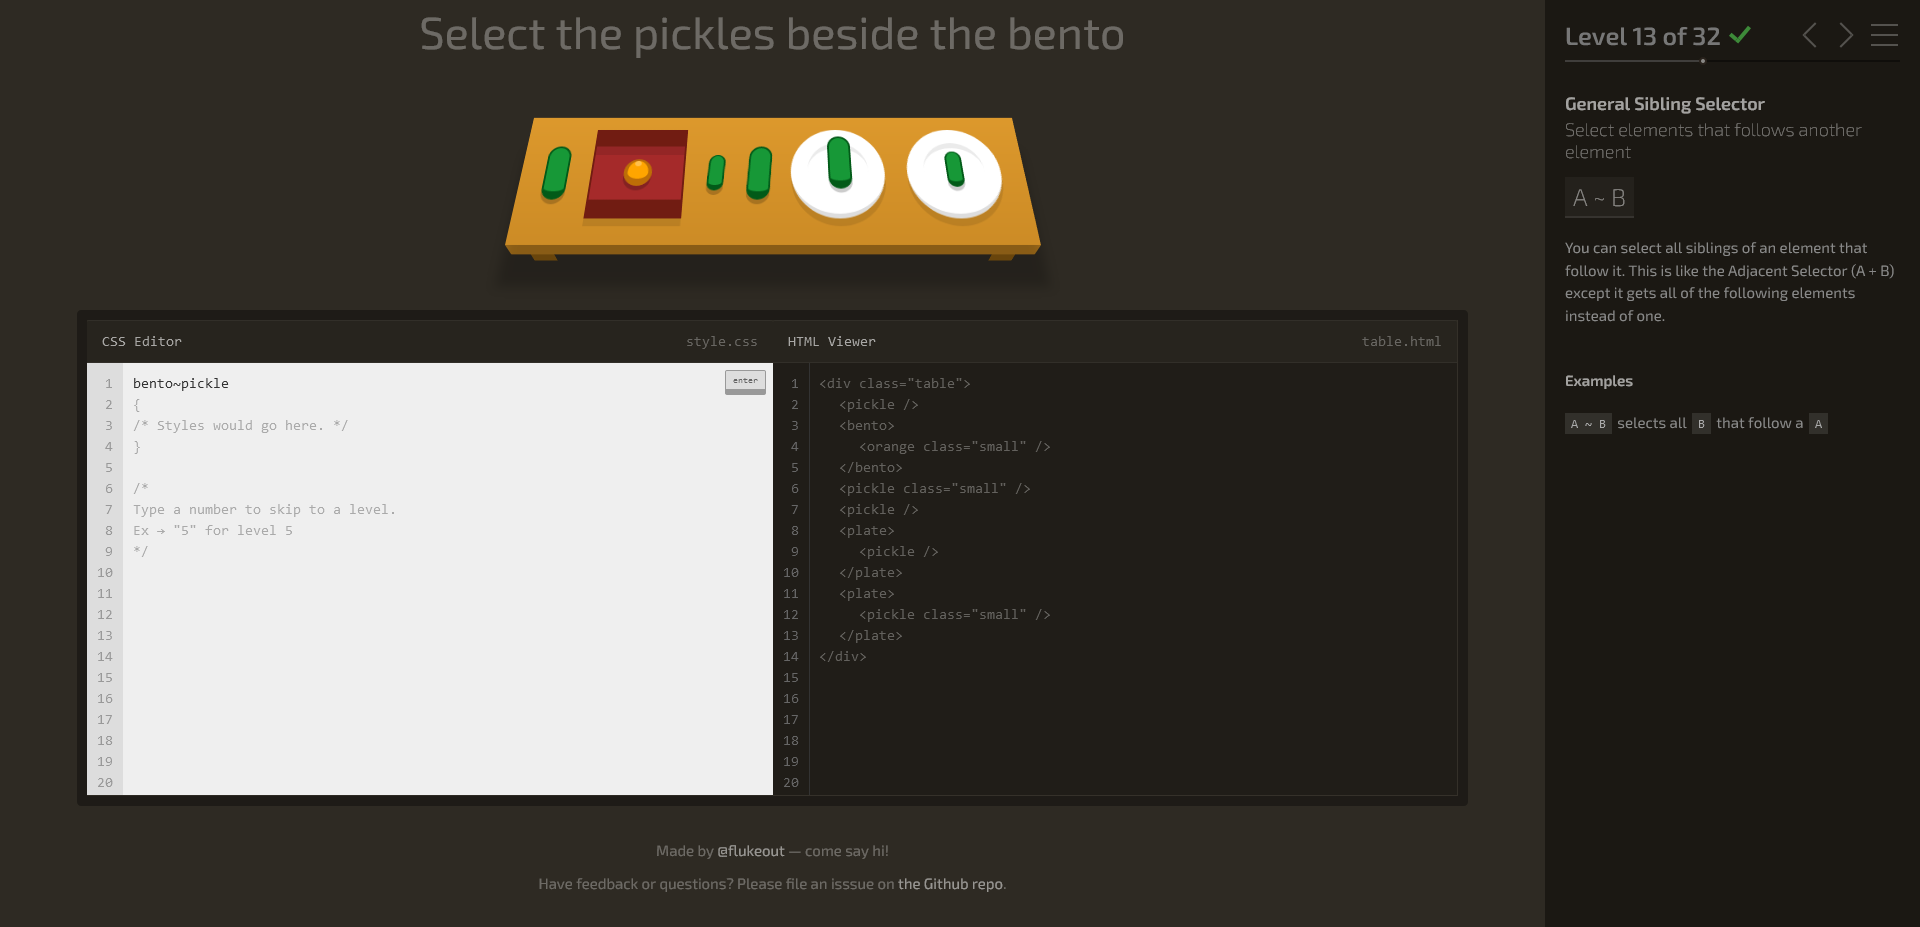 Select the pickles beside the bento
CSS Editor
style.css
1 bento~pickle
enter
2 {
3 /* Styles would go here. */
4 }
5
6 /*
7 Type a number to skip to a level.
8 Ex → "5" for level 5
9 */
10
11
12
13
14
15
16
17
18
19
20
HTML Viewer
table.html
1 <div class="table">
2 <pickle />
3 <bento>
4 <orange class="small" />
5 </bento>
6 <pickle class="small" />
7 <pickle />
8 <plate>
9 <pickle />
10 </plate>
11 <plate>
12 <pickle class="small" />
13 </plate>
14 </div>
15
16
17
18
19
20
Made by @flukeout — come say hi!
Have feedback or questions? Please file an isssue on the Github repo.
Level 13 of 32
General Sibling Selector
Select elements that follows another
element
A ~ B
You can select all siblings of an element that
follow it. This is like the Adjacent Selector (A + B)
except it gets all of the following elements
instead of one.
Examples
A ~ B selects all B that follow a A